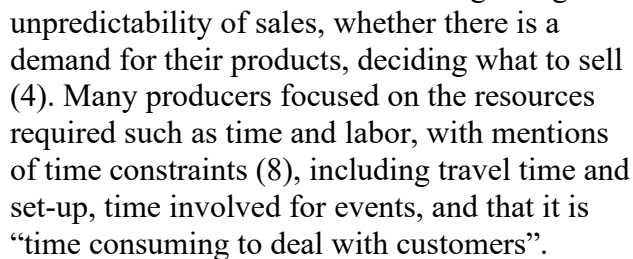 unpredictability of sales, whether there is a
demand for their products, deciding what to sell
(4). Many producers focused on the resources
required such as time and labor, with mentions
of time constraints (8), including travel time and
set-up, time involved for events, and that it is
“time consuming to deal with customers”.